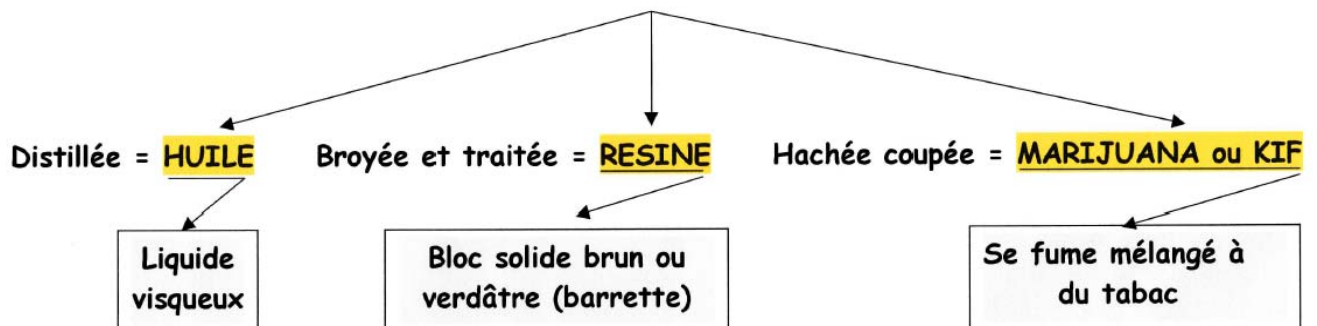 Distillée = HUILE
Broyée et traitée = RESINE
Hachée coupée = MARIJUANA ou KIF
Liquide
visqueux
Bloc solide brun ou
verdâtre (barrette)
Se fume mélangé à
du tabac